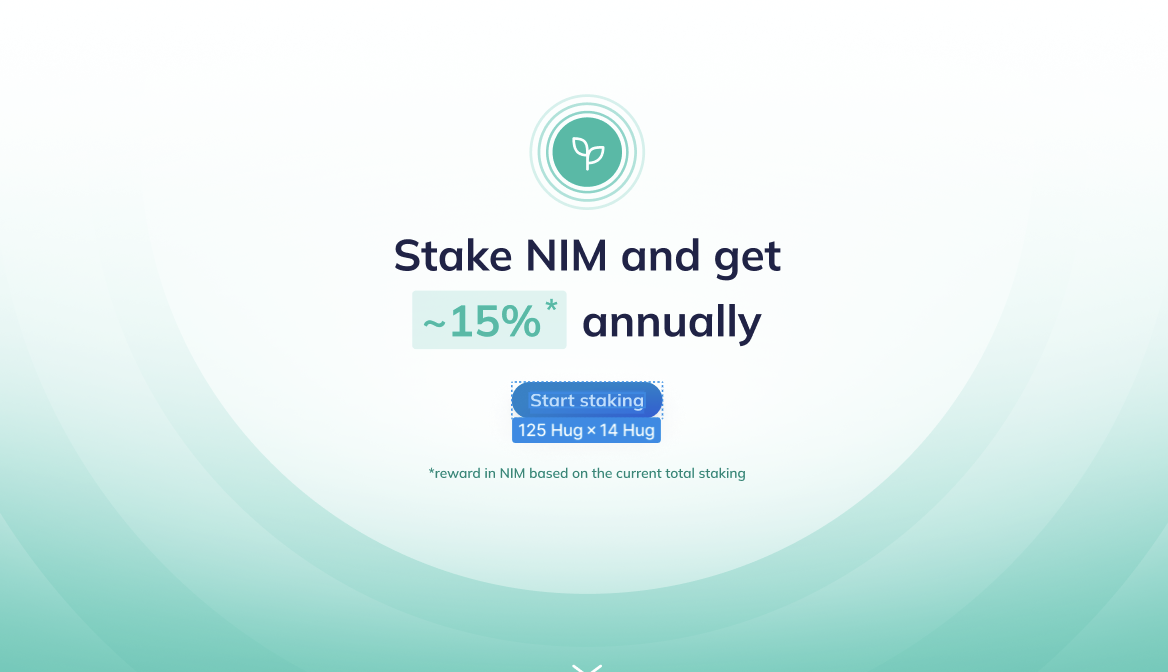 Stake NIM and get
~15%* annually
Start staking
125 Hug × 14 Hug
*reward in NIM based on the current total staking